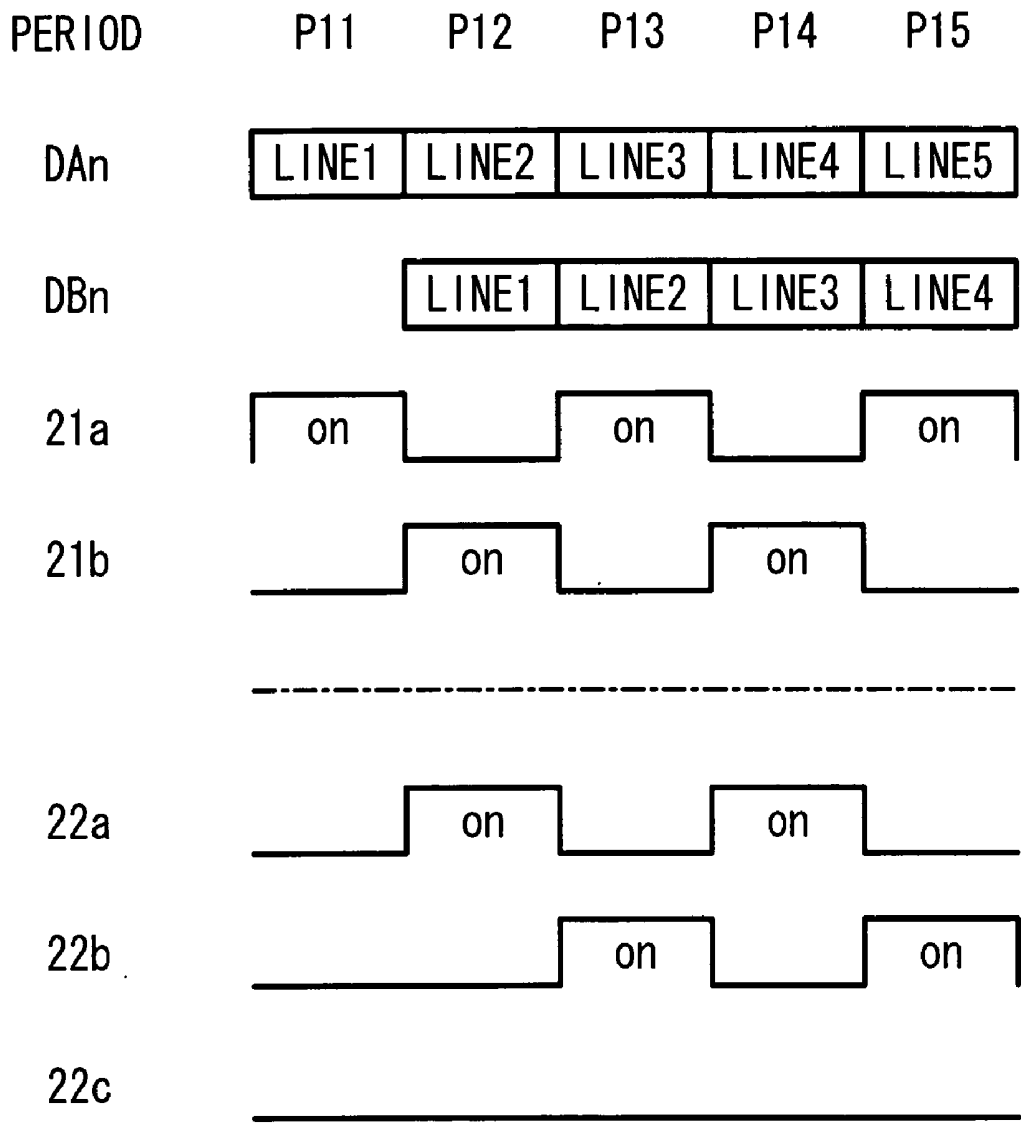 PERIOD P11 P12 P13 P14 P15
DAn LINE1 LINE2 LINE3 LINE4 LINE5
DBn LINE1 LINE2 LINE3 LINE4
21a on on on
21b on on
22a on on
22b on on
22c